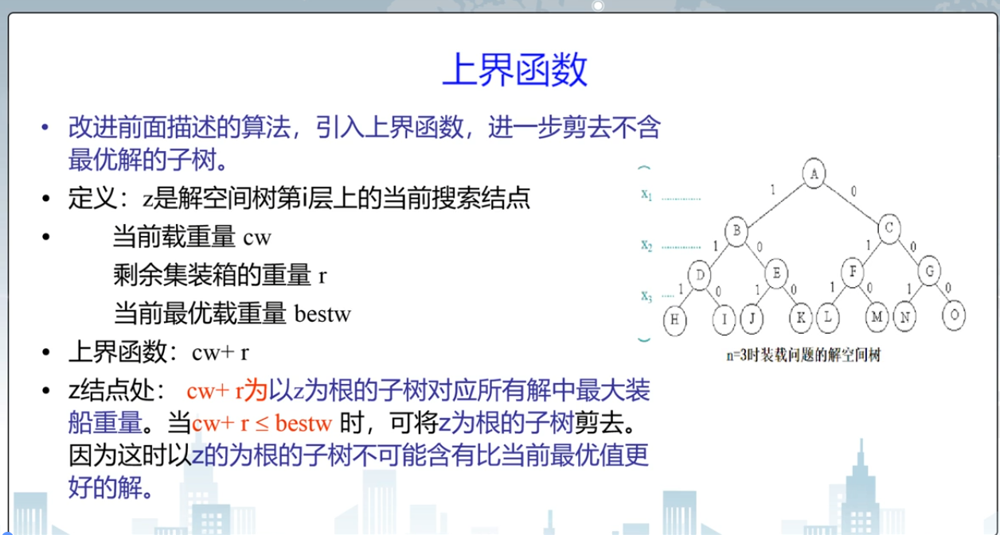 上界函数
• 改进前面描述的算法，引入上界函数，进一步剪去不含
最优解的子树。
• 定义：z是解空间树第i层上的当前搜索结点
• 当前载重量 cw
剩余集装箱的重量 r
当前最优载重量 bestw
• 上界函数：cw+ r
• z结点处： cw+ r为以z为根的子树对应所有解中最大装
船重量。当cw+ r ≤ bestw 时，可将z为根的子树剪去。
因为这时以z的为根的子树不可能含有比当前最优值更
好的解。
A
x₁ 1 0
B C
x₂ 1 0 1 0
D E F G
x₃ 1 0 1 0 1 0 1 0
H I J K L M N O
n=3时装载问题的解空间树